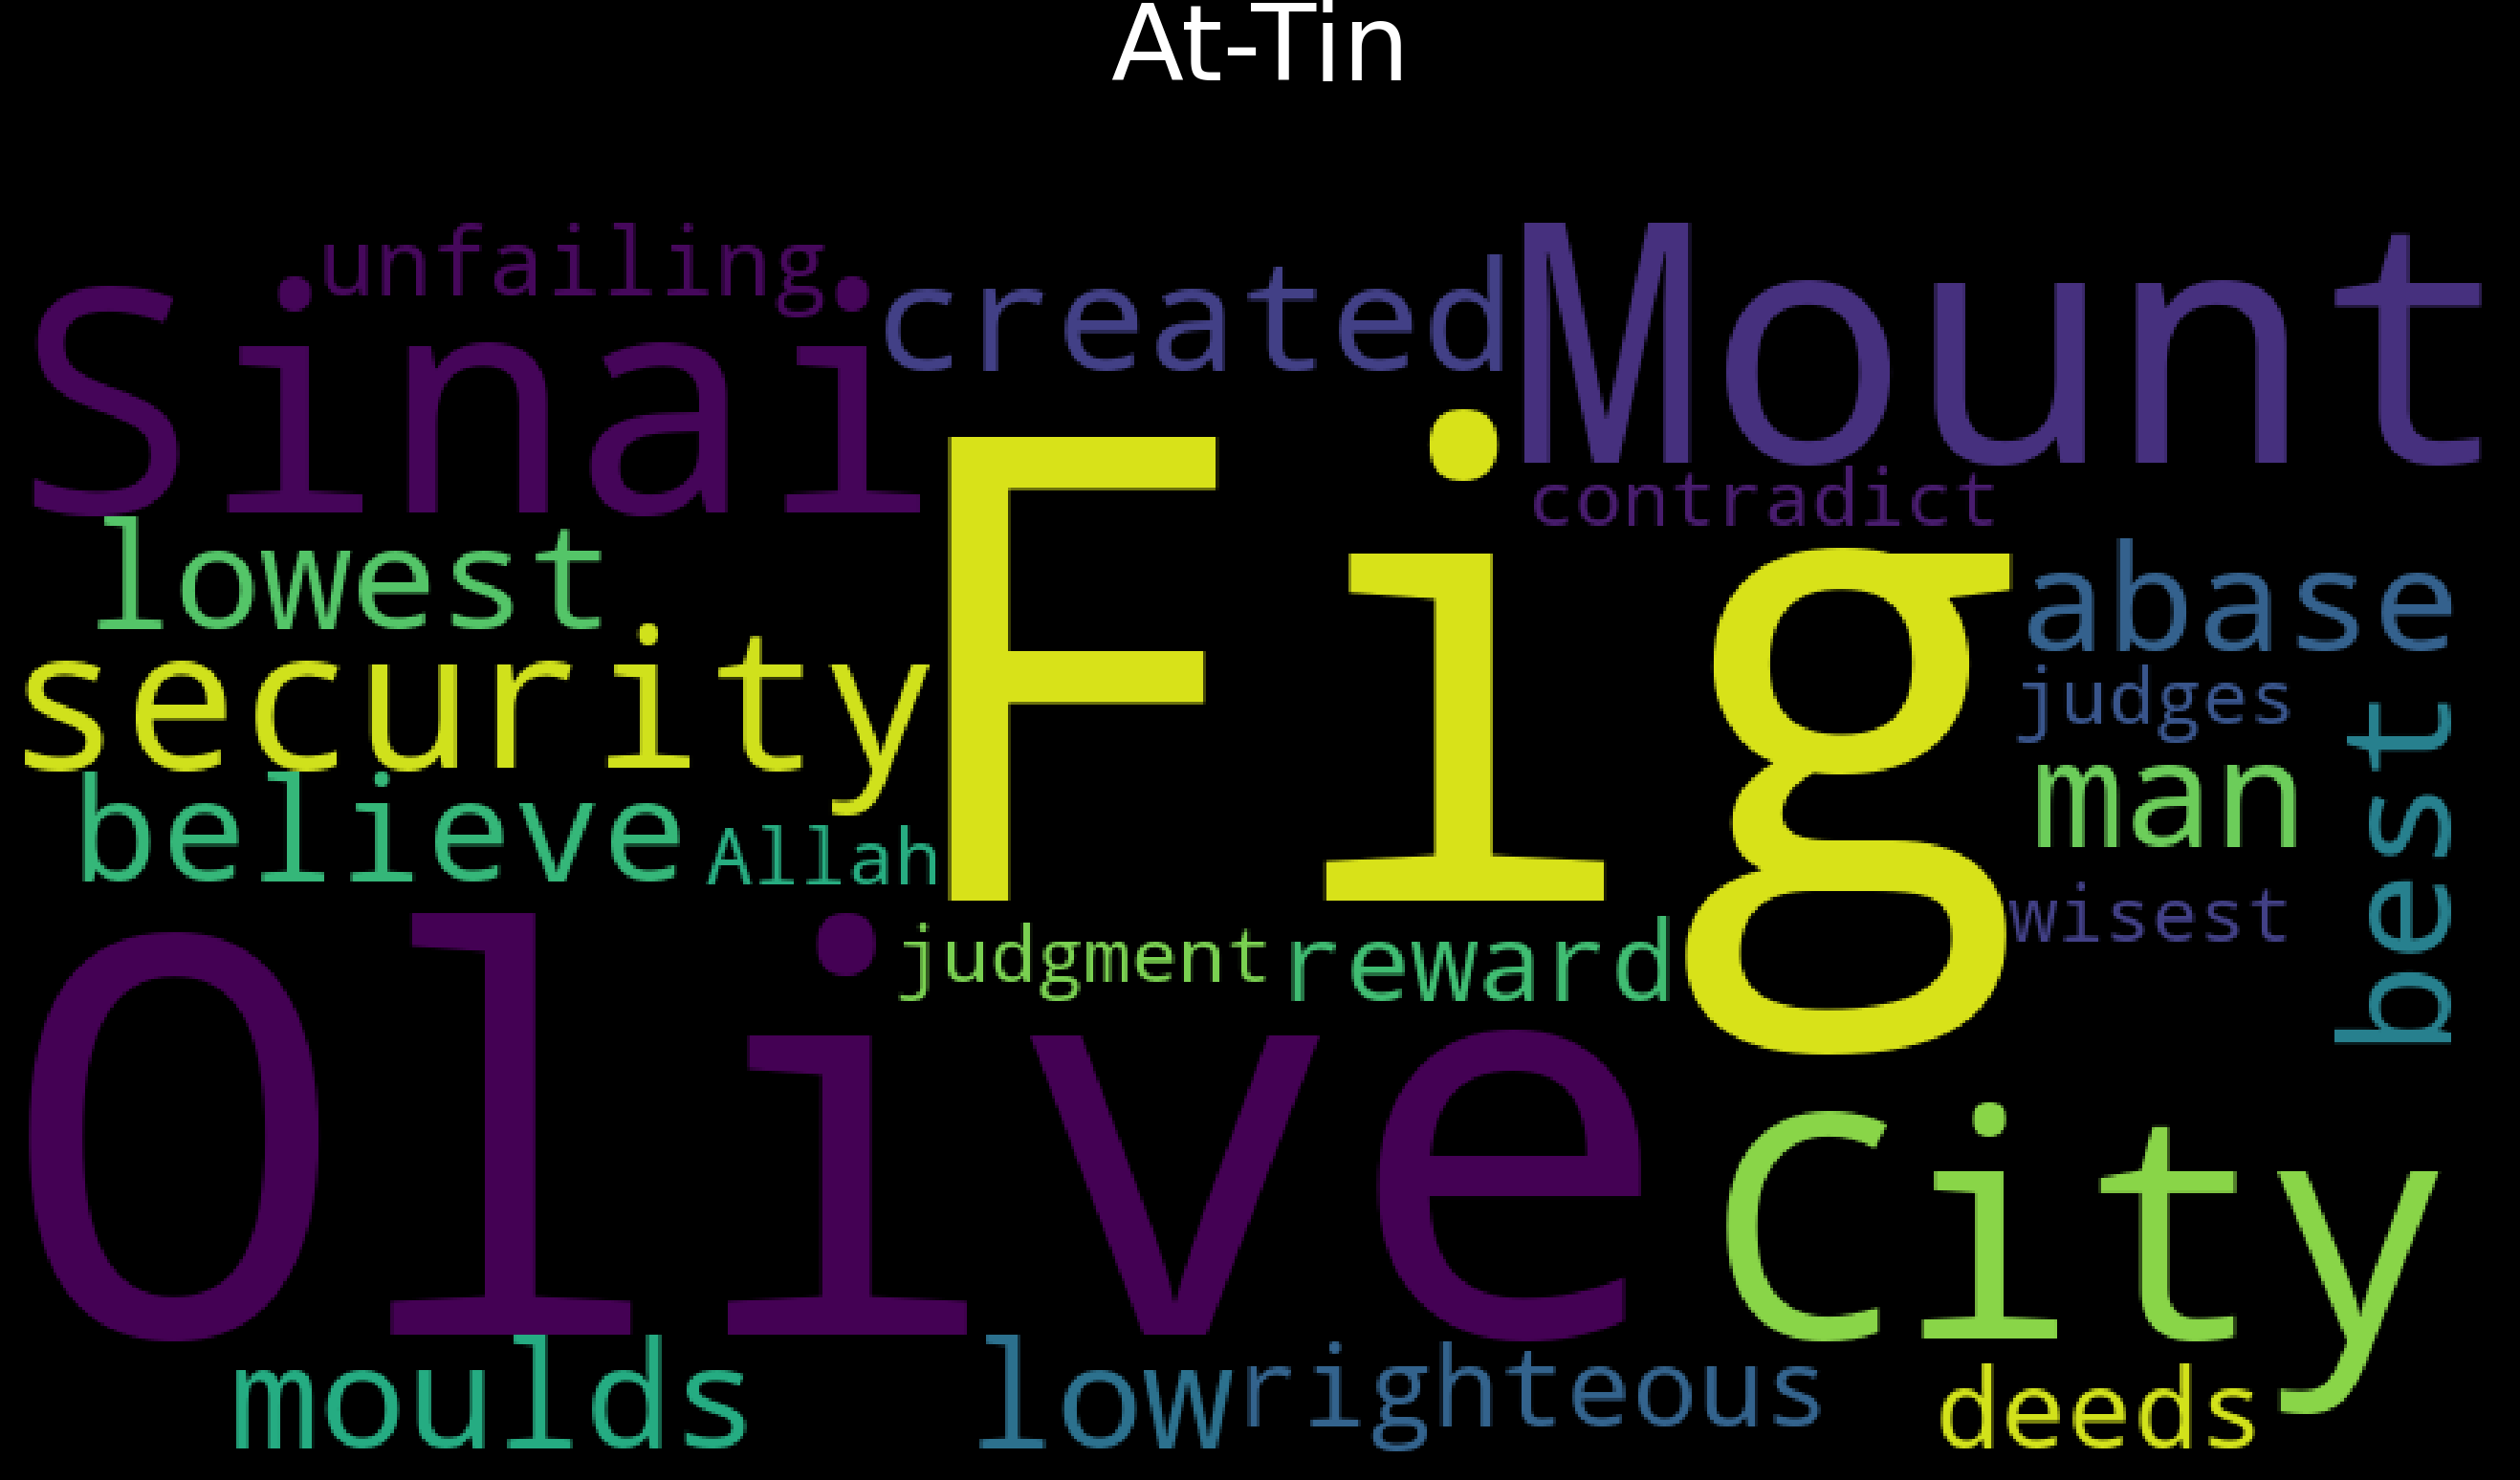 At-Tin
unfailing
Sinai
created
Mount
contradict
lowest
Fig
abase
security
judges
best
believe
Allah
man
wisest
judgment
reward
Olive
City
moulds
low
righteous
deeds